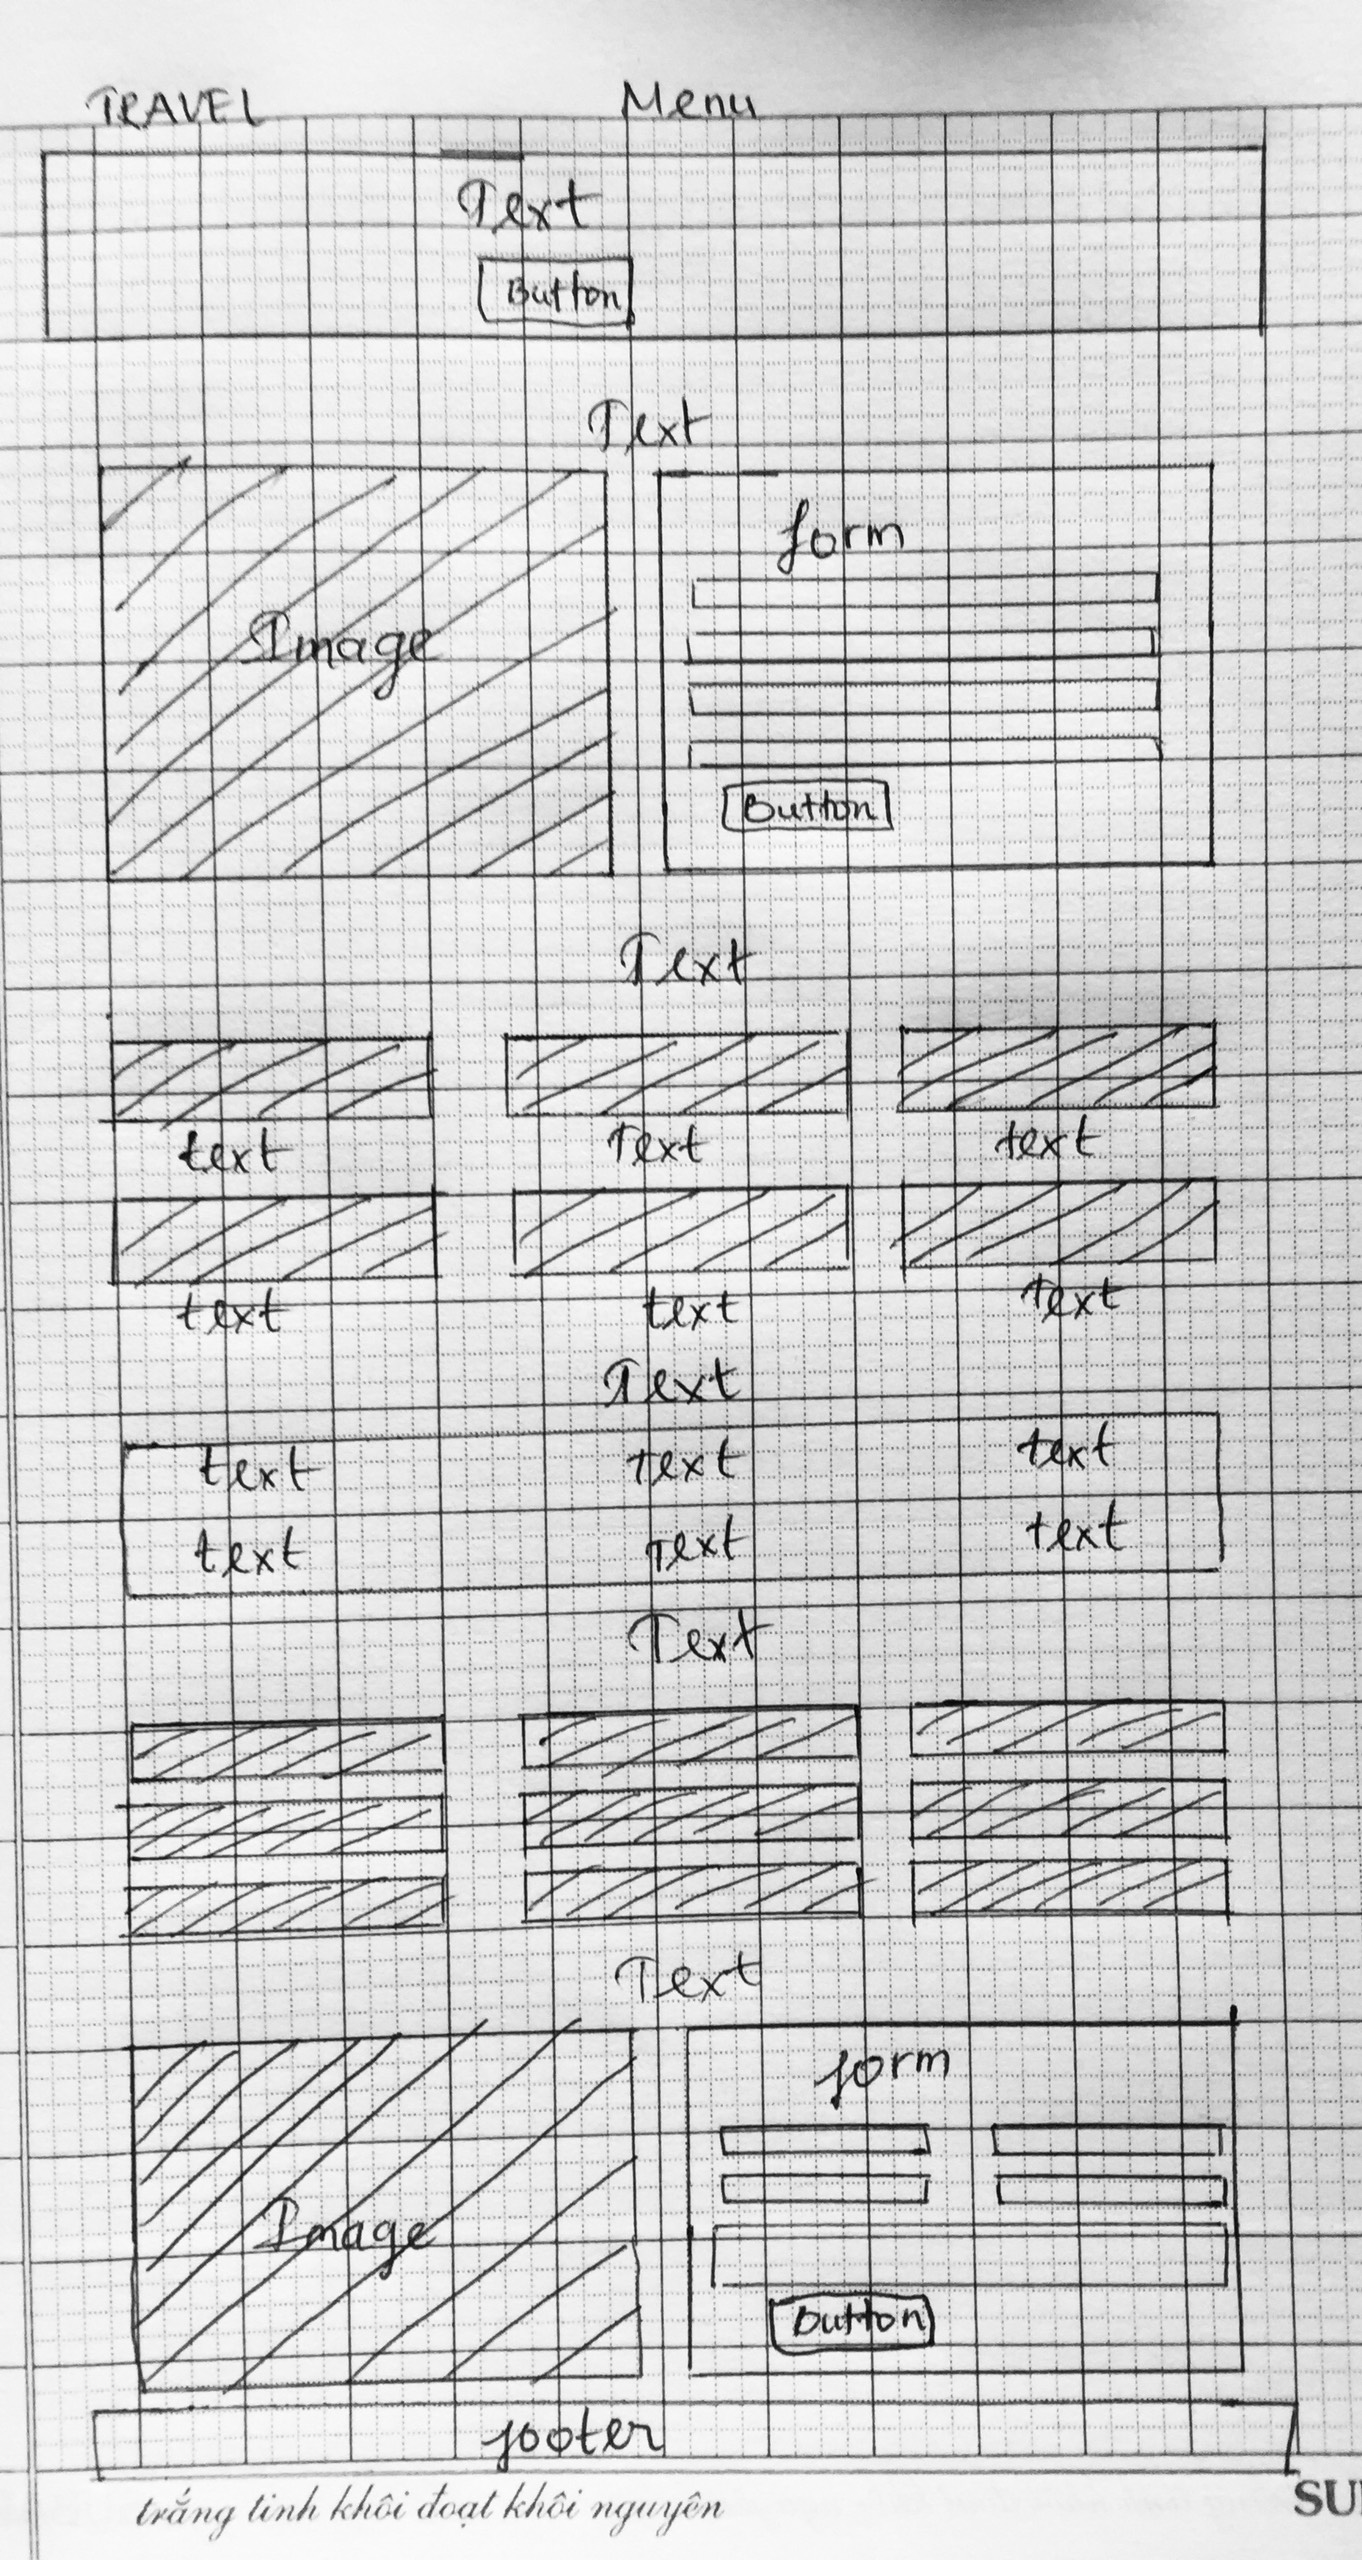 TRAVEL Menu
Text
Button
Text
Image
form
Button
Text
text Text text
text text Text
Text
text text text
text Text text
Text
Text
Image
form
Button
footer
trắng tinh khôi đoạt khôi nguyên
SU